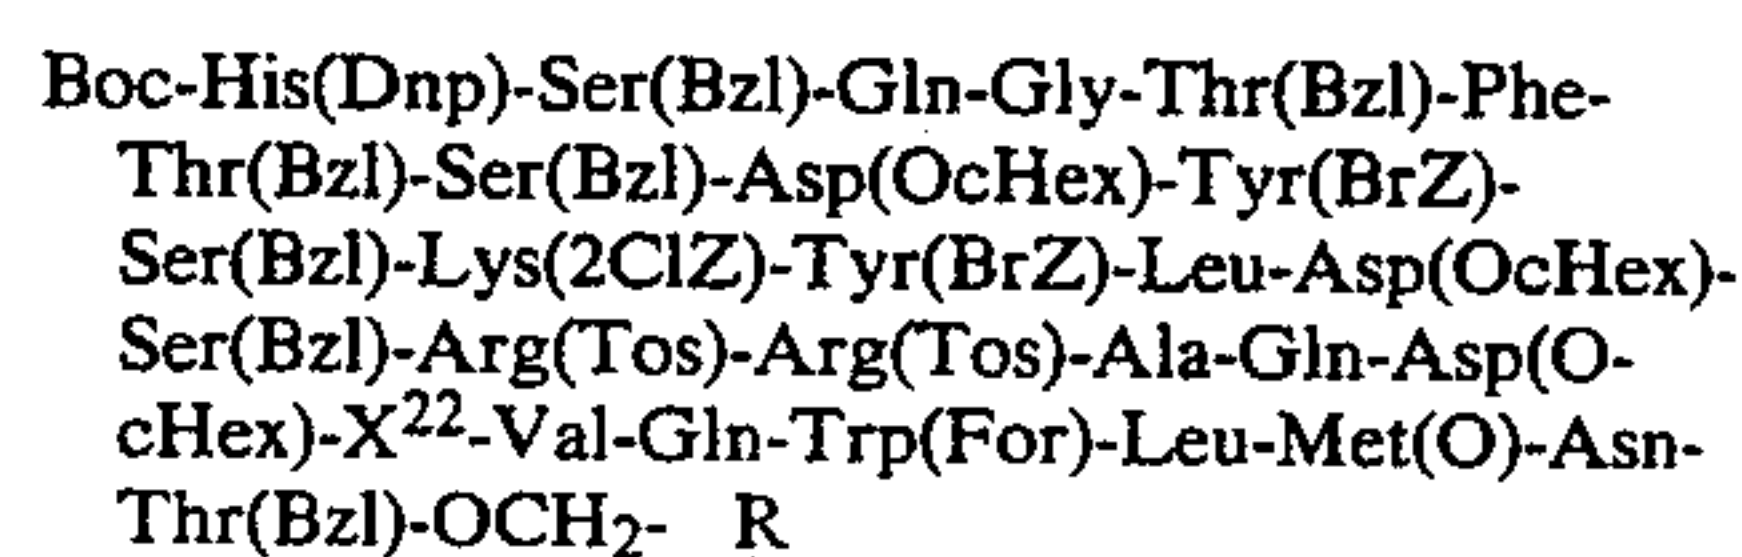 Boc-His(Dnp)-Ser(Bzl)-Gln-Gly-Thr(Bzl)-Phe-
Thr(Bzl)-Ser(Bzl)-Asp(OcHex)-Tyr(BrZ)-
Ser(Bzl)-Lys(2ClZ)-Tyr(BrZ)-Leu-Asp(OcHex)-
Ser(Bzl)-Arg(Tos)-Arg(Tos)-Ala-Gln-Asp(O-
cHex)-X²²-Val-Gln-Trp(For)-Leu-Met(O)-Asn-
Thr(Bzl)-OCH₂- R